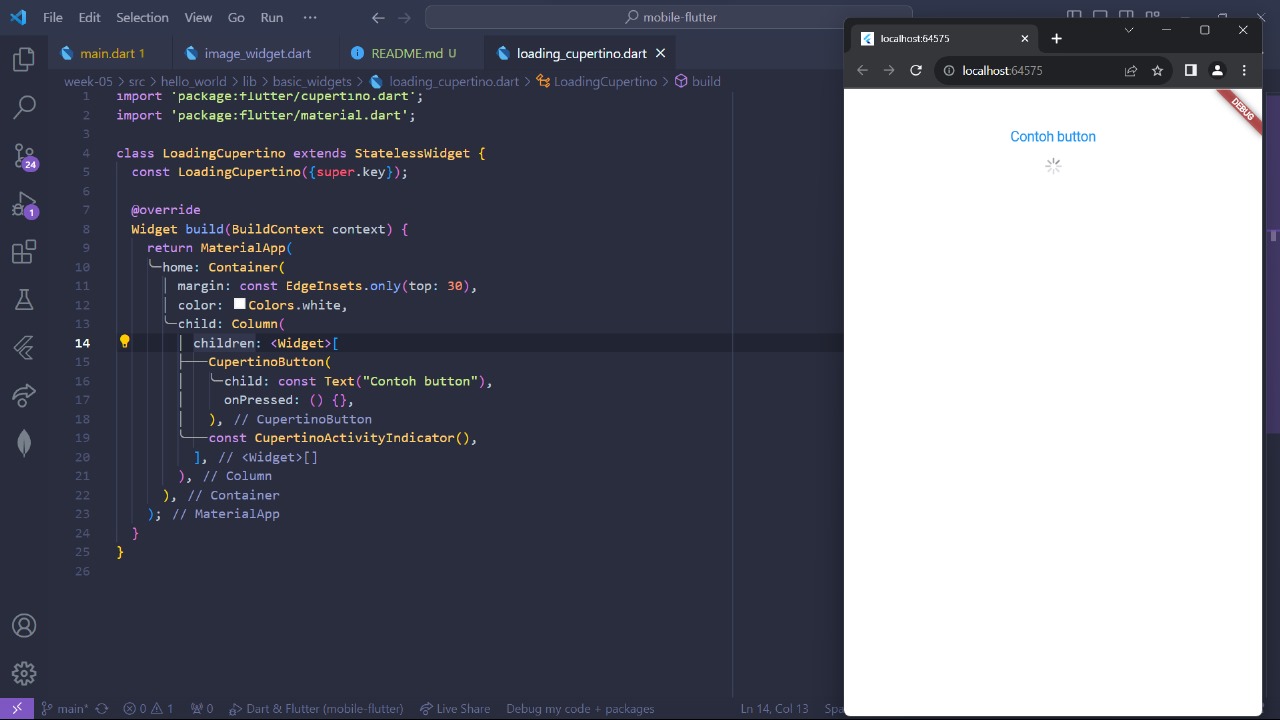 File Edit Selection View Go Run ··· mobile-flutter
main.dart 1 image_widget.dart README.md U loading_cupertino.dart
week-05 > src > hello_world > lib > basic_widgets > loading_cupertino.dart > LoadingCupertino > build
1 import 'package:flutter/cupertino.dart';
2 import 'package:flutter/material.dart';
3
4 class LoadingCupertino extends StatelessWidget {
5 const LoadingCupertino({super.key});
6
7 @override
8 Widget build(BuildContext context) {
9 return MaterialApp(
10 home: Container(
11 margin: const EdgeInsets.only(top: 30),
12 color: Colors.white,
13 child: Column(
14 children: <Widget>[
15 CupertinoButton(
16 child: const Text("Contoh button"),
17 onPressed: () {},
18 ), // CupertinoButton
19 const CupertinoActivityIndicator(),
20 ], // <Widget>[]
21 ), // Column
22 ), // Container
23 ); // MaterialApp
24 }
25 }
26
24
1
main* 0 1 0 Dart & Flutter (mobile-flutter) Live Share Debug my code + packages Ln 14, Col 13 Spa
localhost:64575
localhost:64575
DEBUG
Contoh button